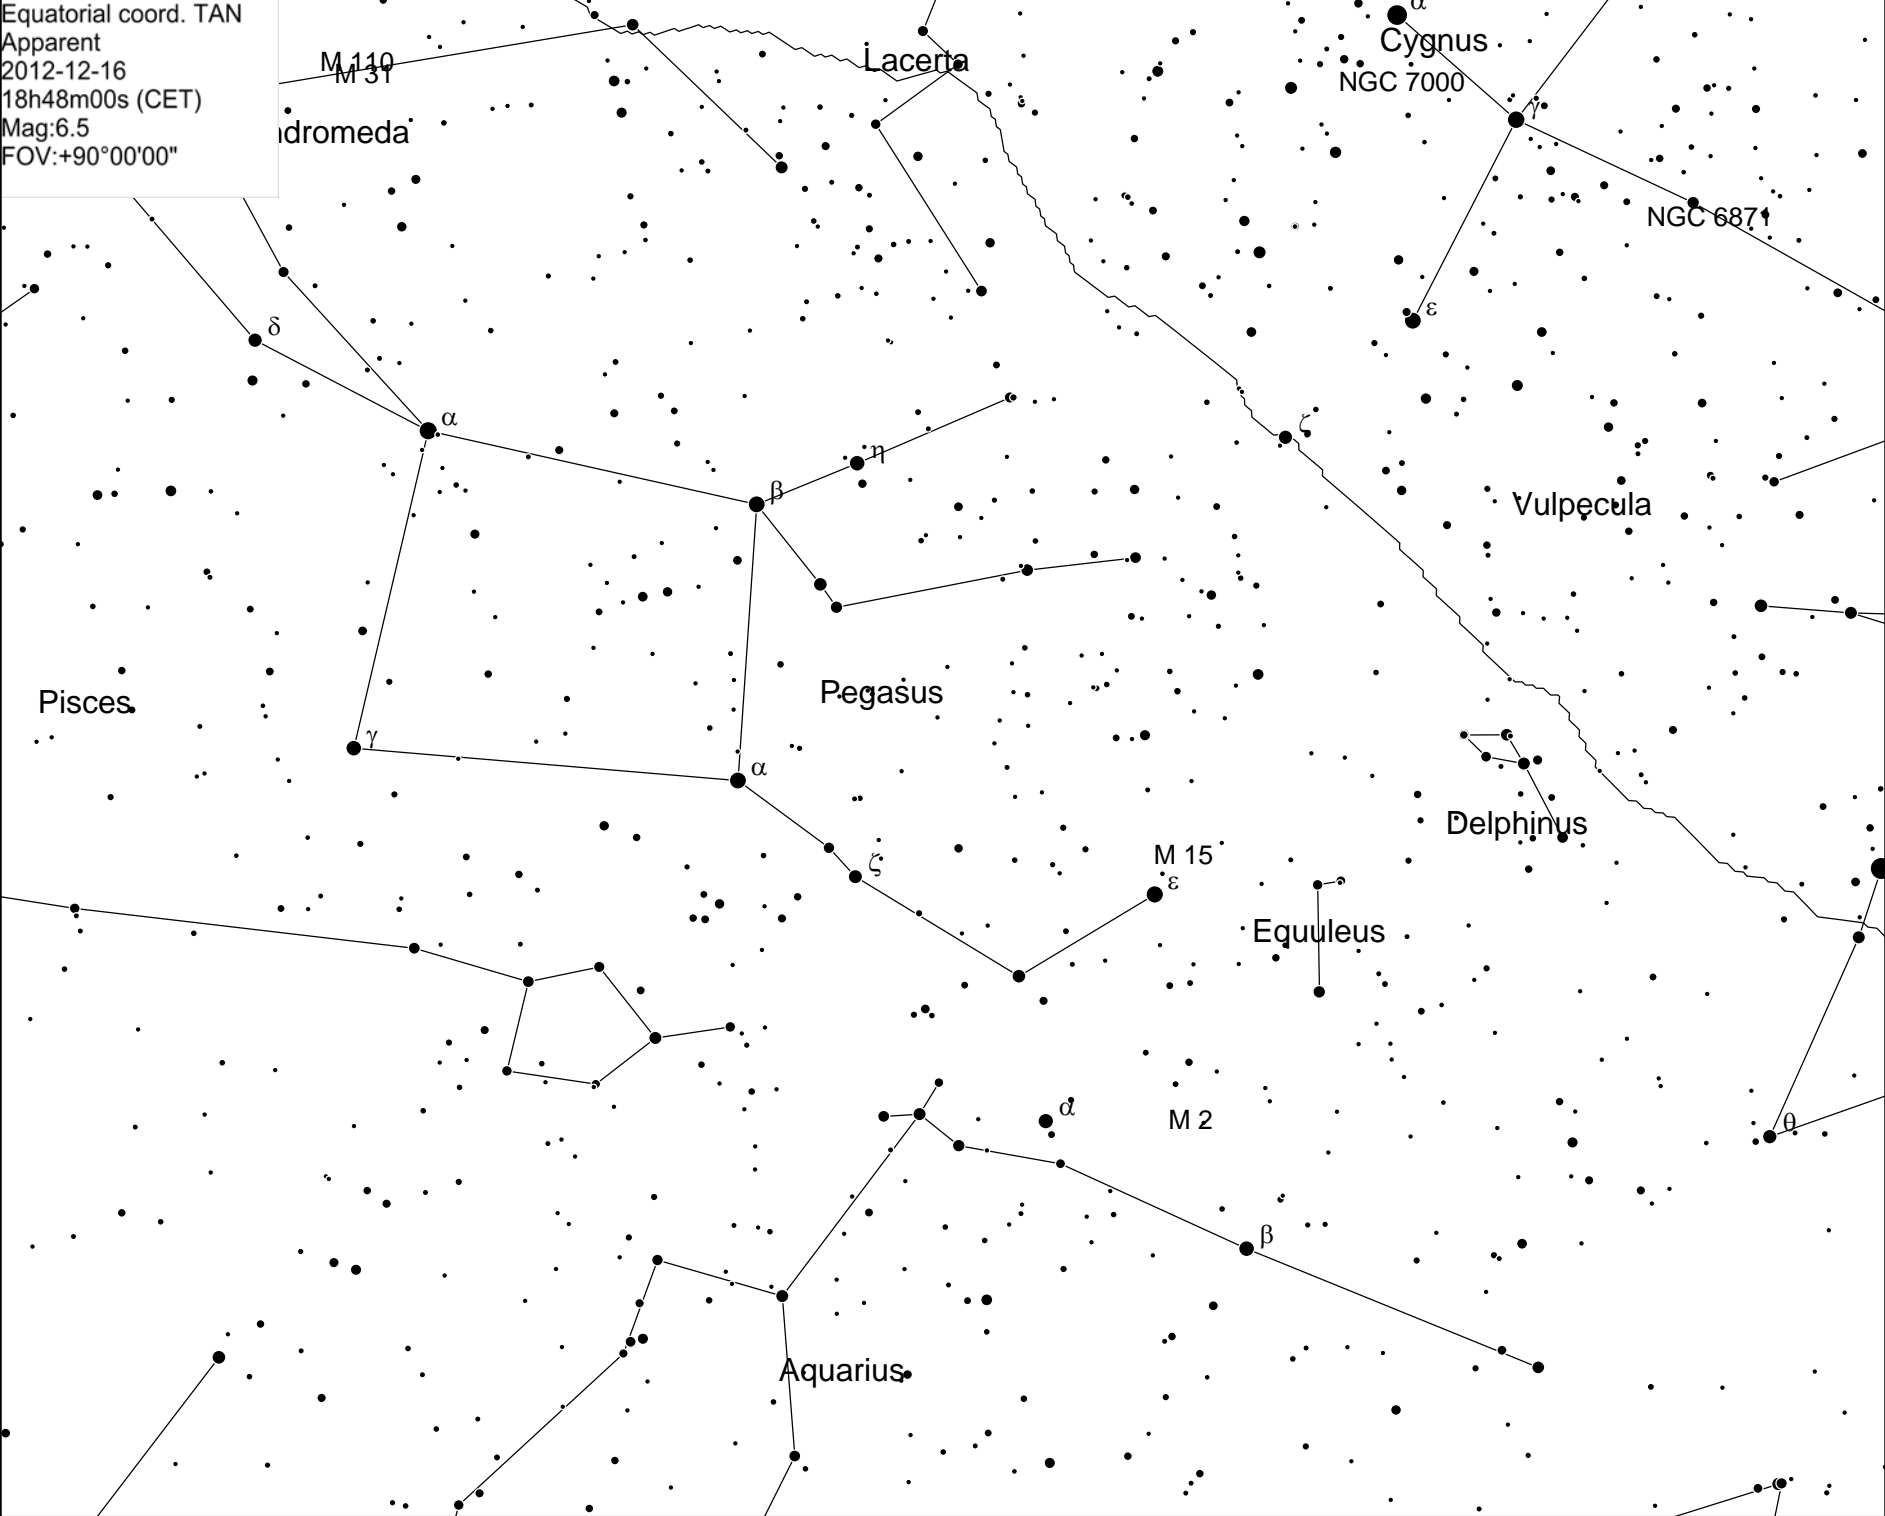 Equatorial coord. TAN
Apparent
2012-12-16
18h48m00s (CET)
Mag:6.5
FOV:+90°00'00"
α
Cygnus
M 110
M 31
Lacerta
NGC 7000
γ
ndromeda
NGC 6871
ε
δ
α
ζ
η
β
Vulpecula
Pegasus
Pisces
γ
α
Delphinus
M 15
ζ
ε
Equuleus
α
M 2
θ
β
Aquarius